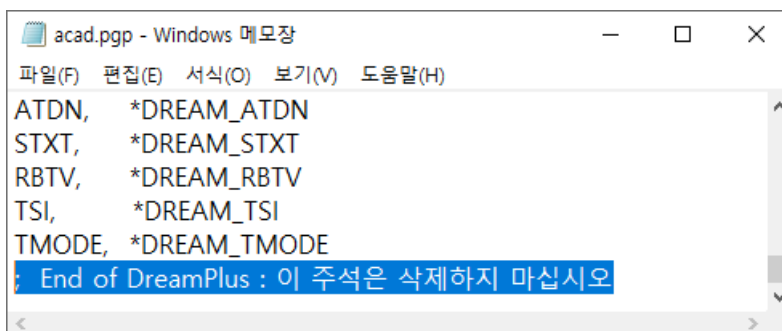 acad.pgp - Windows 메모장
파일(F) 편집(E) 서식(O) 보기(V) 도움말(H)
ATDN, *DREAM_ATDN
STXT, *DREAM_STXT
RBTV, *DREAM_RBTV
TSI, *DREAM_TSI
TMODE, *DREAM_TMODE
; End of DreamPlus : 이 주석은 삭제하지 마십시오